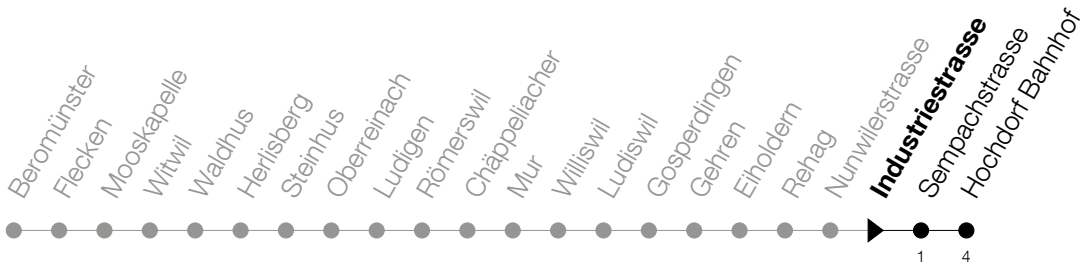 Beromünster
Flecken
Mooskapelle
Witwil
Waldhus
Herlisberg
Steinhus
Oberreinach
Ludigen
Römerswil
Chäppeliacher
Mur
Williswil
Ludiswil
Gosperdingen
Gehren
Eiholdern
Rehag
Nunwilerstrasse
Industriestrasse
Sempachstrasse
Hochdorf Bahnhof
1
4